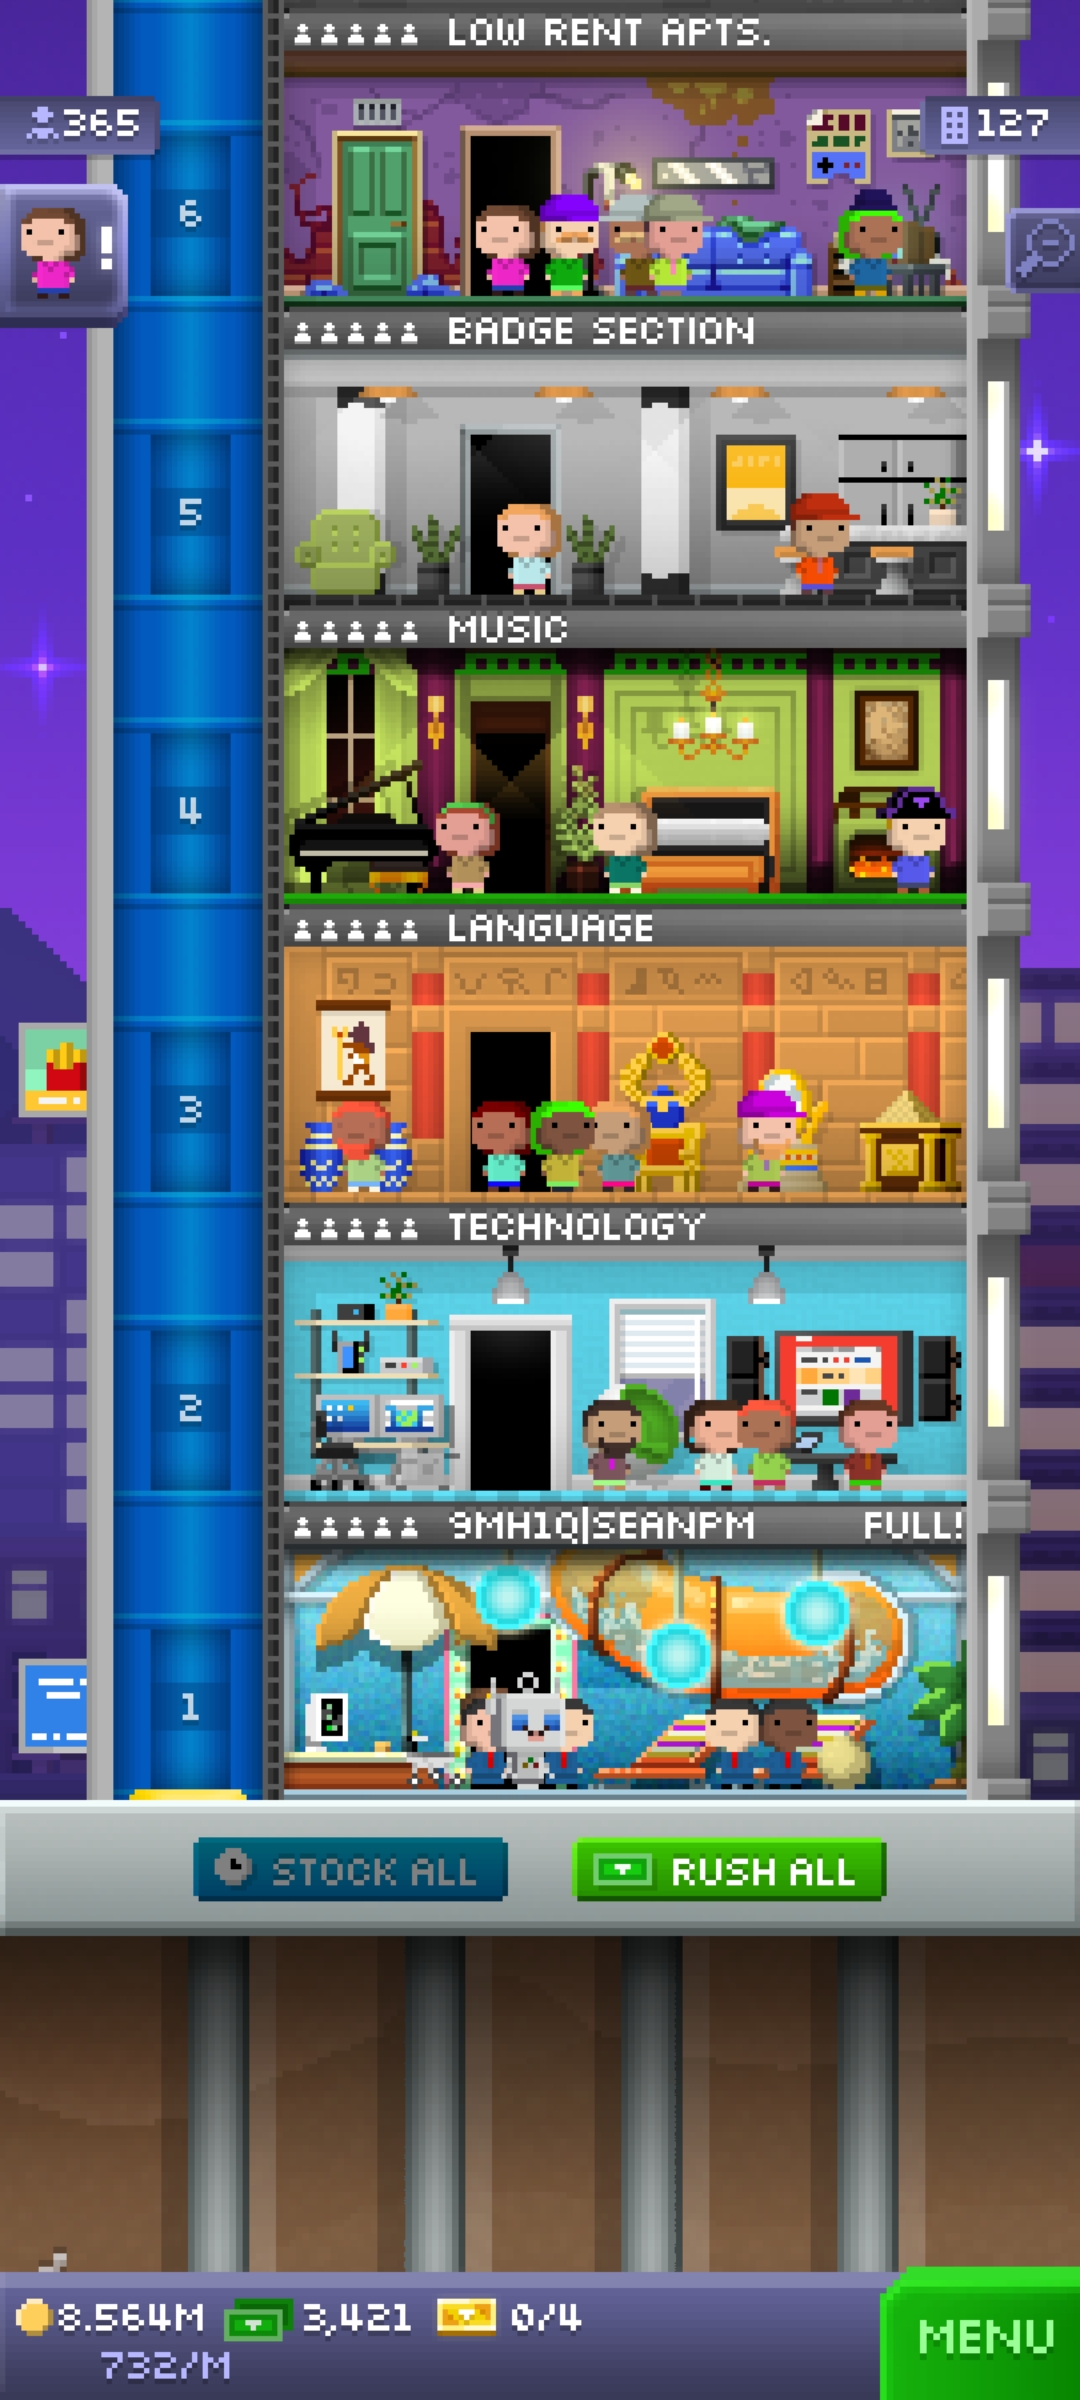 LOW RENT APTS.
365
127
6
!
BADGE SECTION
5
MUSIC
4
LANGUAGE
3
TECHNOLOGY
2
9MH1Q|SEANPM FULL!
1
STOCK ALL
RUSH ALL
8.564M 3,421 0/4
732/M
MENU